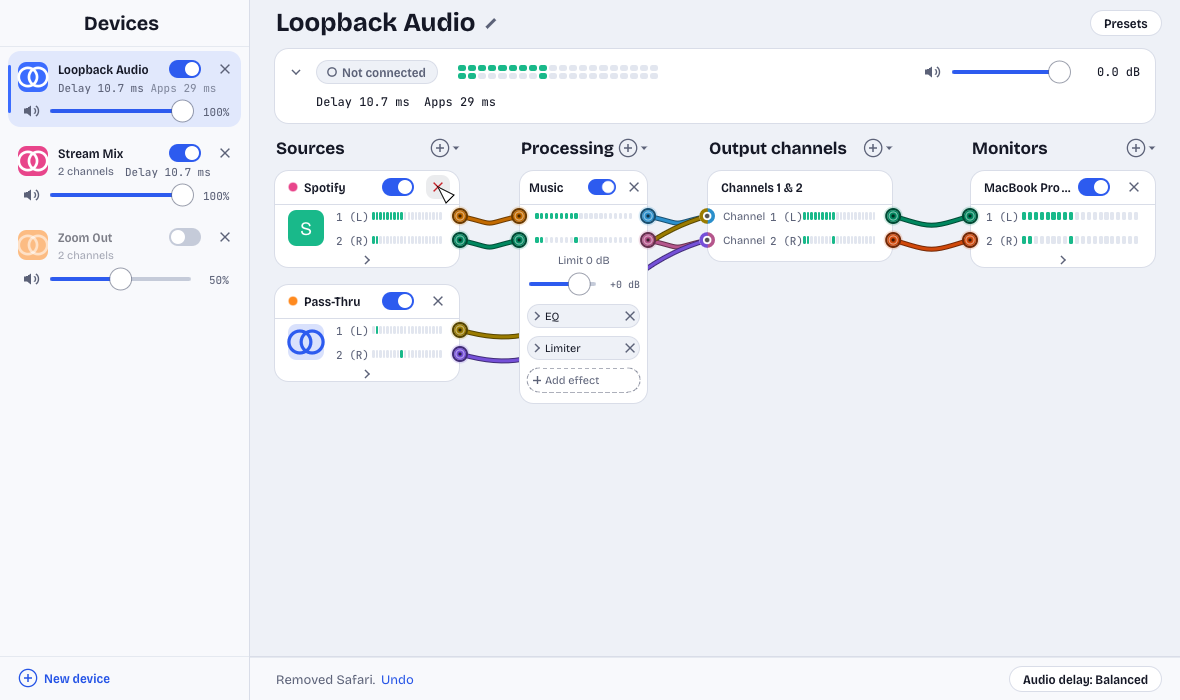 Devices
Loopback Audio
Delay 10.7 ms Apps 29 ms
100%
Stream Mix
2 channels Delay 10.7 ms
100%
Zoom Out
2 channels
50%
New device
Loopback Audio
Presets
Not connected
0.0 dB
Delay 10.7 ms Apps 29 ms
Sources
Spotify
S
1 (L)
2 (R)
Pass-Thru
1 (L)
2 (R)
Processing
Music
Limit 0 dB
+0 dB
EQ
Limiter
Add effect
Output channels
Channels 1 & 2
Channel 1 (L)
Channel 2 (R)
Monitors
MacBook Pro...
1 (L)
2 (R)
Removed Safari. Undo
Audio delay: Balanced